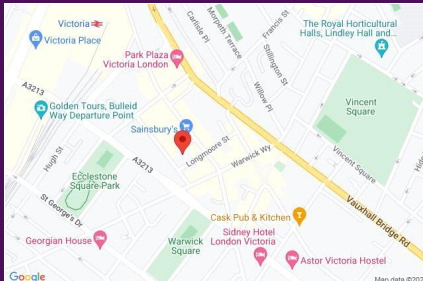 Victoria
Victoria Place
Carlisle Pl
Morpeth Terrace
Francis St
The Royal Horticultural
Halls, Lindley Hall and...
Park Plaza
Victoria London
Stillington St
Willow Pl
A3213
Golden Tours, Bulleid
Way Departure Point
Sainsbury's
Vincent
Square
Hugh St
A3213
Longmoore St
Warwick Wy
Vincent Square
Ecclestone
Square Park
St George's Dr
Cask Pub & Kitchen
Vauxhall Bridge Rd
Georgian House
Warwick
Square
Sidney Hotel
London Victoria
Astor Victoria Hostel
Google
Map data ©202